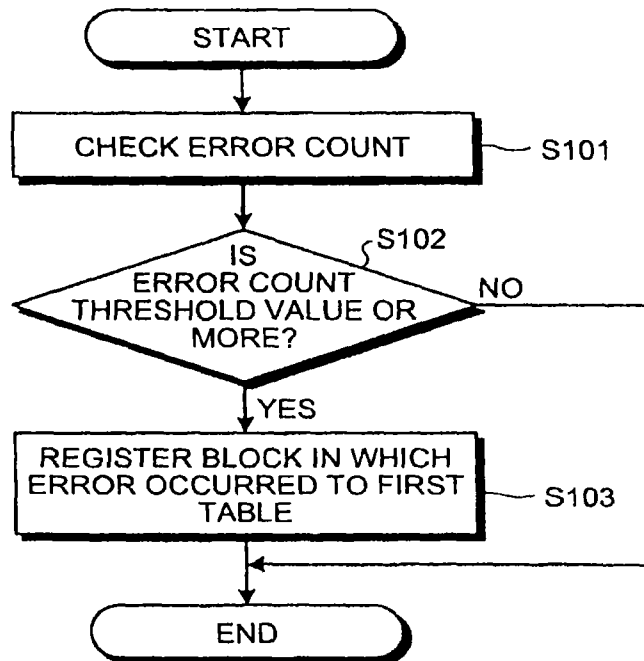 START
CHECK ERROR COUNT
S101
S102
IS
ERROR COUNT
THRESHOLD VALUE OR
MORE?
NO
YES
REGISTER BLOCK IN WHICH
ERROR OCCURRED TO FIRST
TABLE
S103
END